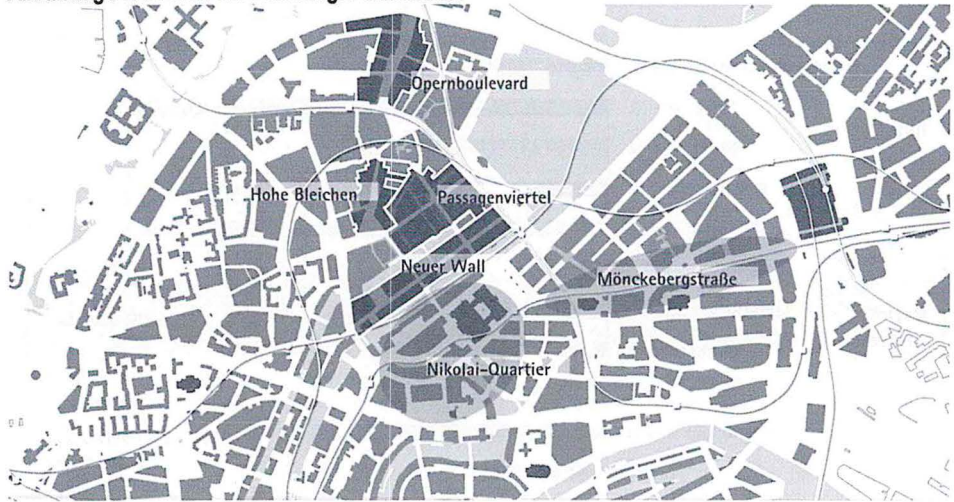 Opernboulevard
Hohe Bleichen
Passagenviertel
Neuer Wall
Mönckebergstraße
Nikolai-Quartier